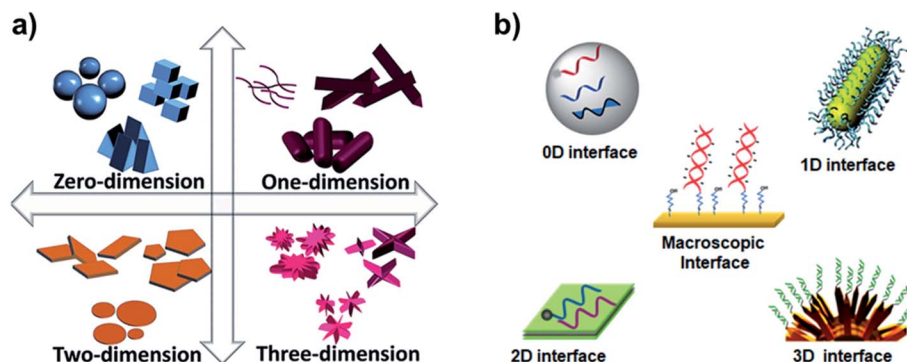 a)
Zero-dimension
One-dimension
Two-dimension
Three-dimension
b)
0D interface
1D interface
Macroscopic
Interface
2D interface
3D interface